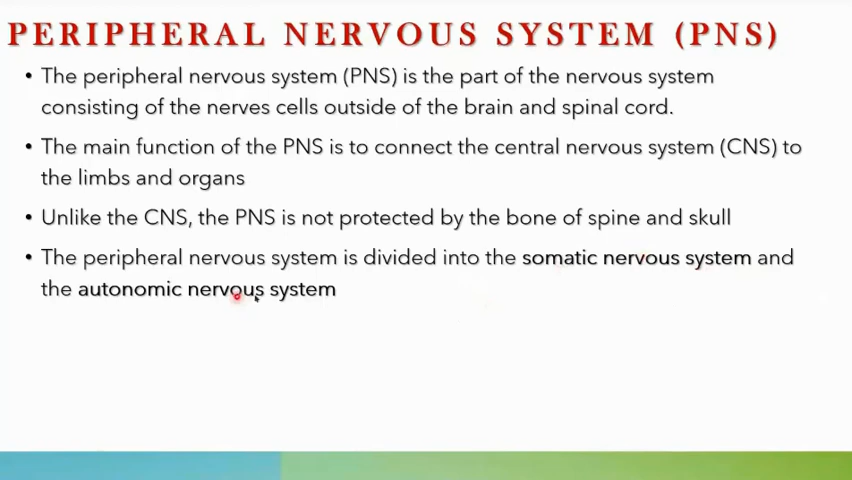 PERIPHERAL NERVOUS SYSTEM (PNS)
• The peripheral nervous system (PNS) is the part of the nervous system
consisting of the nerves cells outside of the brain and spinal cord.
• The main function of the PNS is to connect the central nervous system (CNS) to
the limbs and organs
• Unlike the CNS, the PNS is not protected by the bone of spine and skull
• The peripheral nervous system is divided into the somatic nervous system and
the autonomic nervous system